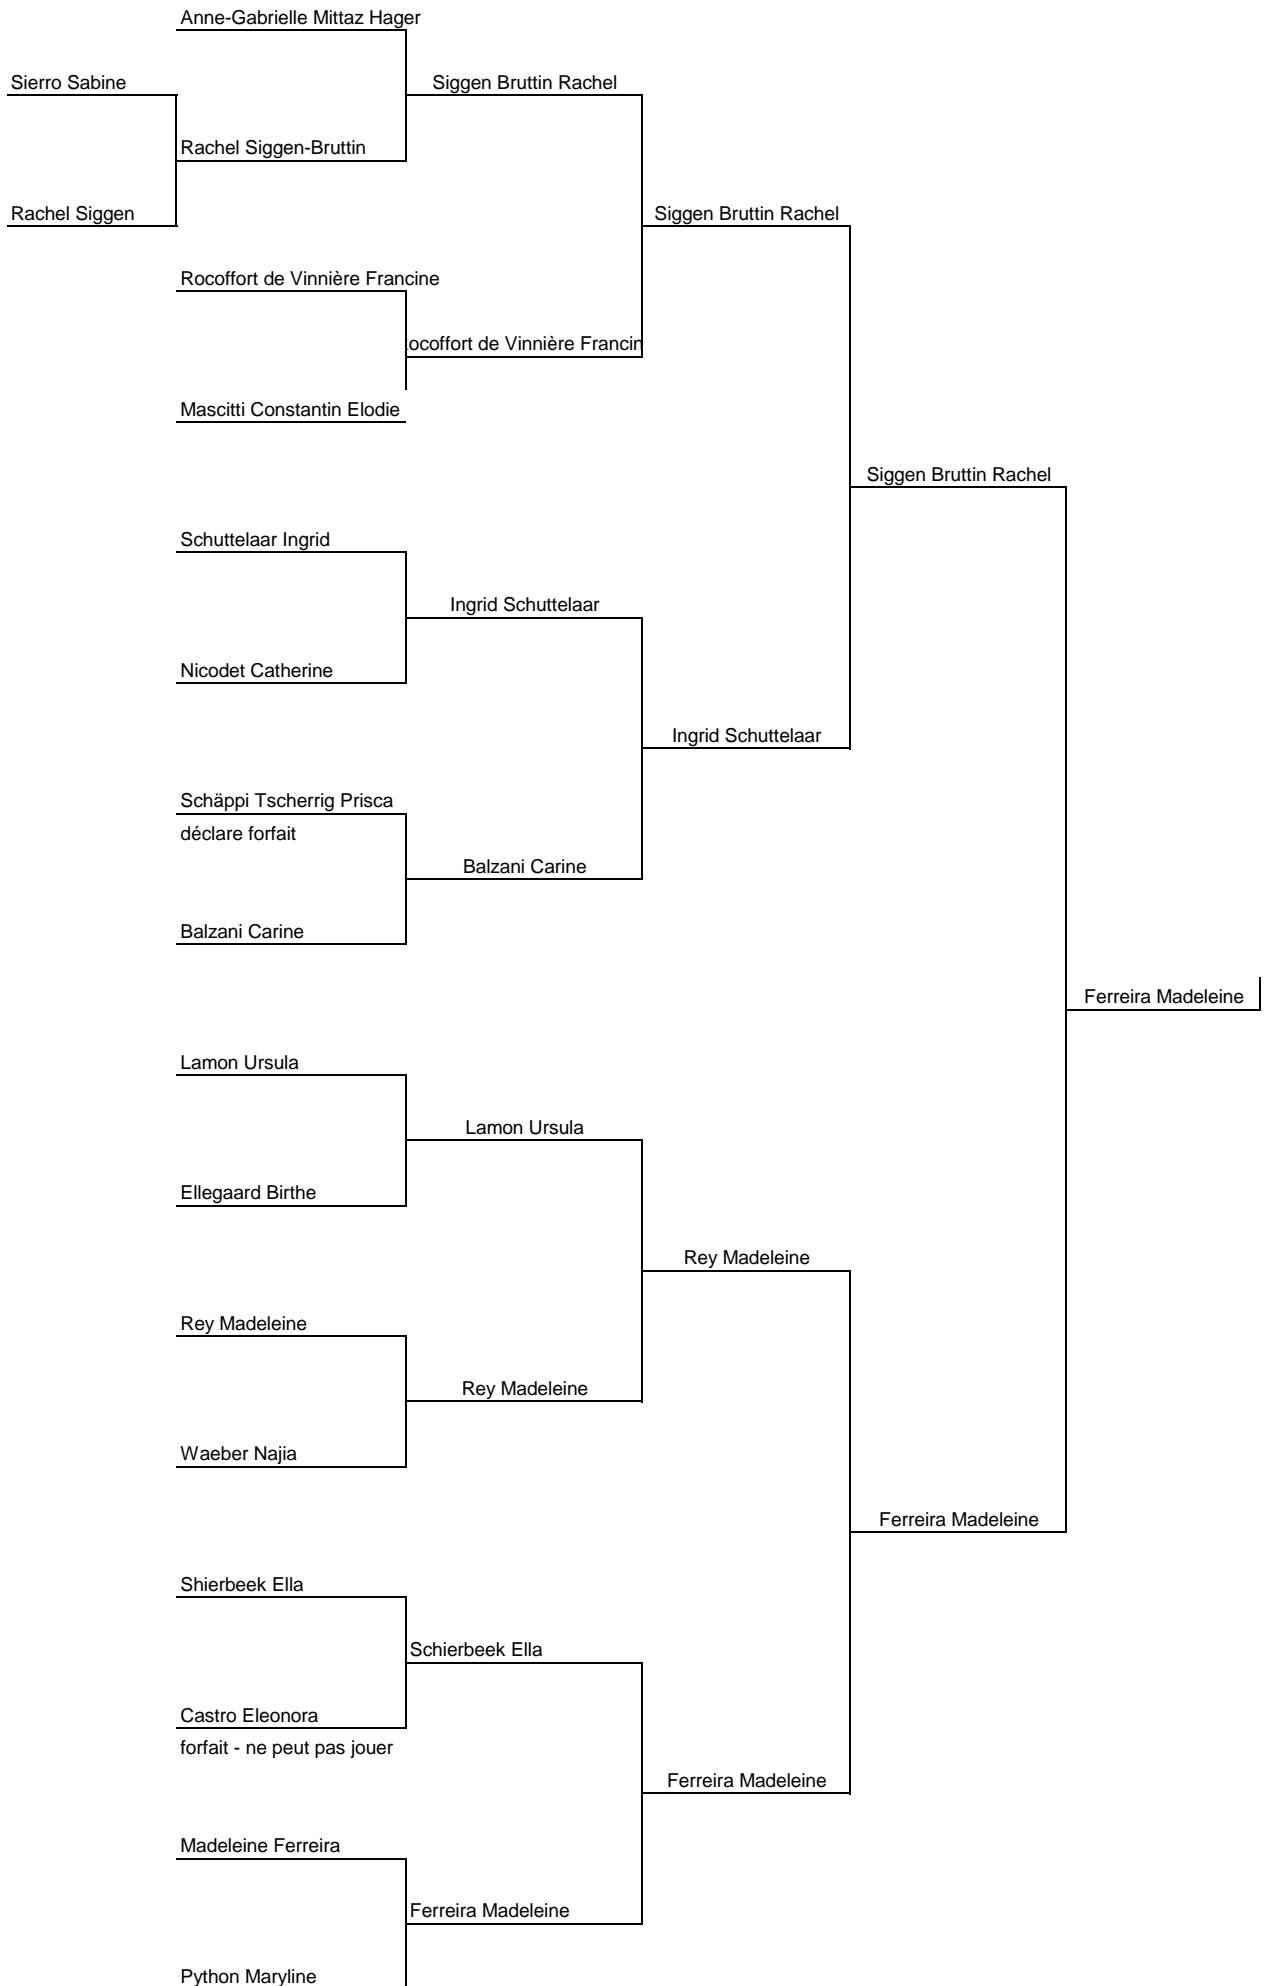 Anne-Gabrielle Mittaz Hager
Sierro Sabine
Siggen Bruttin Rachel
Rachel Siggen-Bruttin
Rachel Siggen
Siggen Bruttin Rachel
Rocoffort de Vinnière Francine
ocoffort de Vinnière Francin
Mascitti Constantin Elodie
Siggen Bruttin Rachel
Schuttelaar Ingrid
Ingrid Schuttelaar
Nicodet Catherine
Ingrid Schuttelaar
Schäppi Tscherrig Prisca
déclare forfait
Balzani Carine
Balzani Carine
Ferreira Madeleine
Lamon Ursula
Lamon Ursula
Ellegaard Birthe
Rey Madeleine
Rey Madeleine
Rey Madeleine
Waeber Najia
Ferreira Madeleine
Shierbeek Ella
Schierbeek Ella
Castro Eleonora
forfait - ne peut pas jouer
Ferreira Madeleine
Madeleine Ferreira
Ferreira Madeleine
Python Maryline